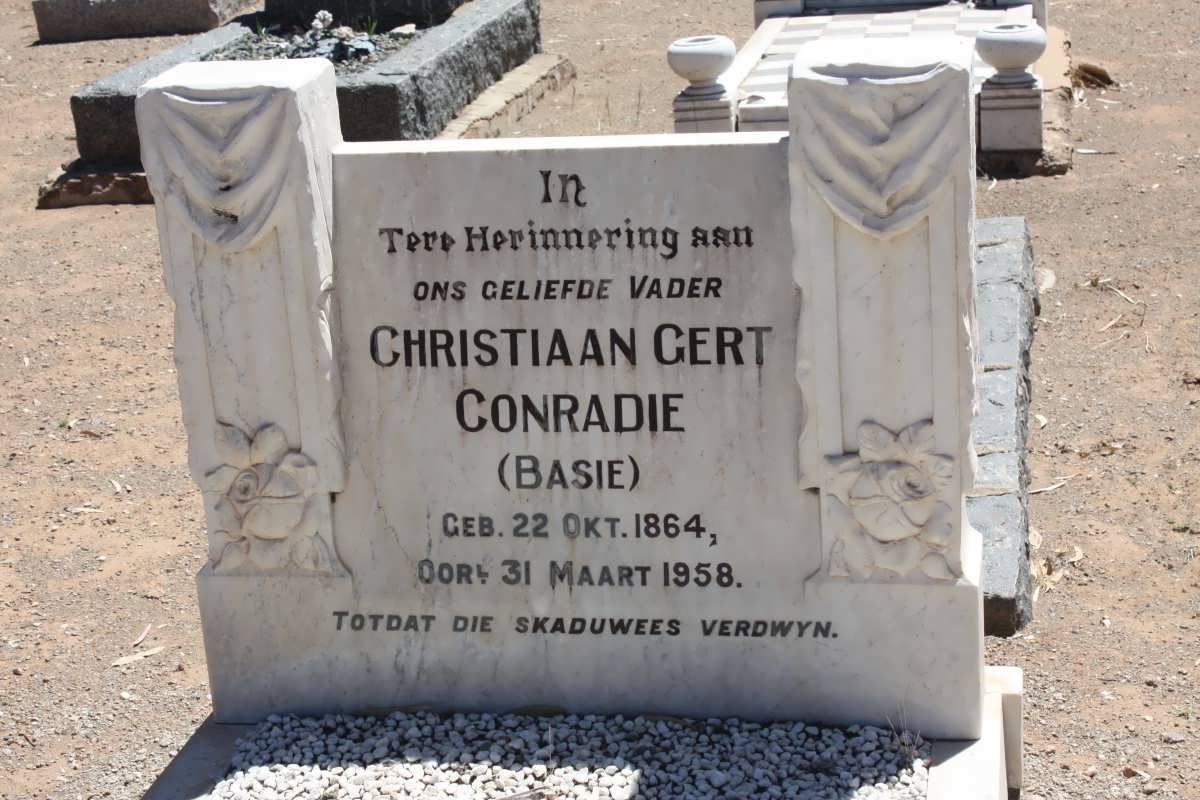 In
Tere Herinnering aan
ONS GELIEFDE VADER
CHRISTIAAN GERT
CONRADIE
(BASIE)
GEB. 22 OKT. 1864,
OORL 31 MAART 1958.
TOTDAT DIE SKADUWEES VERDWYN.